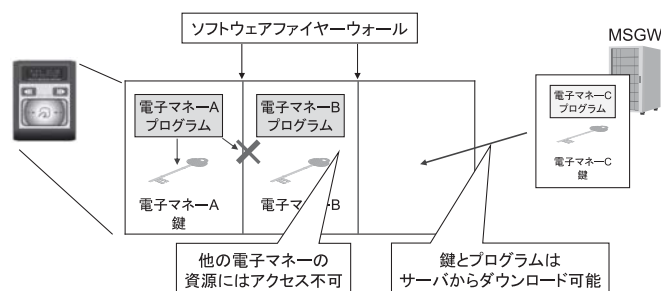 ソフトウェアファイヤーウォール
MSGW
電子マネーA
プログラム
電子マネーB
プログラム
電子マネーC
プログラム
電子マネーC
鍵
電子マネーA
鍵
電子マネーB
他の電子マネーの
資源にはアクセス不可
鍵とプログラムは
サーバからダウンロード可能